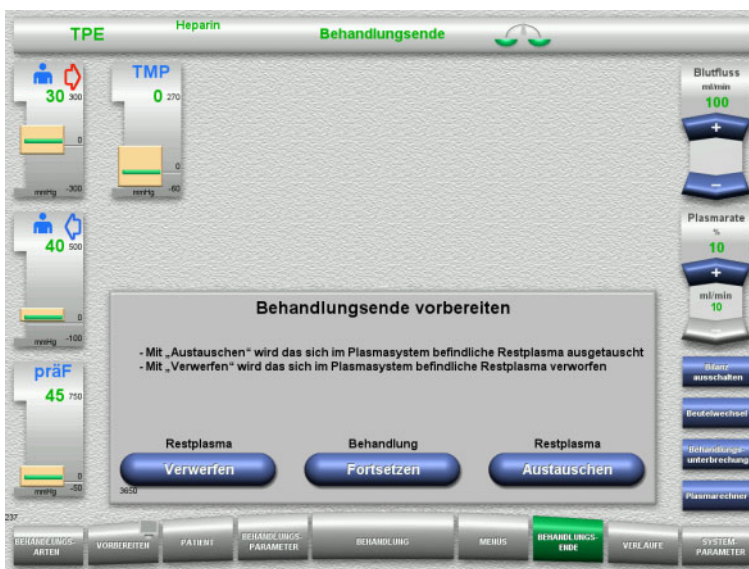 TPE
Heparin
Behandlungsende
30
300
0
-300
mmHg
TMP
0
270
0
-60
mmHg
Blutfluss
ml/min
100
+
–
40
500
0
-100
mmHg
Plasmarate
%
10
+
ml/min
10
–
präF
45
750
0
-50
mmHg
Behandlungsende vorbereiten
- Mit „Austauschen“ wird das sich im Plasmasystem befindliche Restplasma ausgetauscht
- Mit „Verwerfen“ wird das sich im Plasmasystem befindliche Restplasma verworfen
Restplasma
Verwerfen
Behandlung
Fortsetzen
Restplasma
Austauschen
3650
Bilanz
ausschalten
Beutelwechsel
Behandlungs-
unterbrechung
Plasmarechner
237
BEHANDLUNGS-
ARTEN
VORBEREITEN
PATIENT
BEHANDLUNGS-
PARAMETER
BEHANDLUNG
MENÜS
BEHANDLUNGS-
ENDE
VERLÄUFE
SYSTEM-
PARAMETER